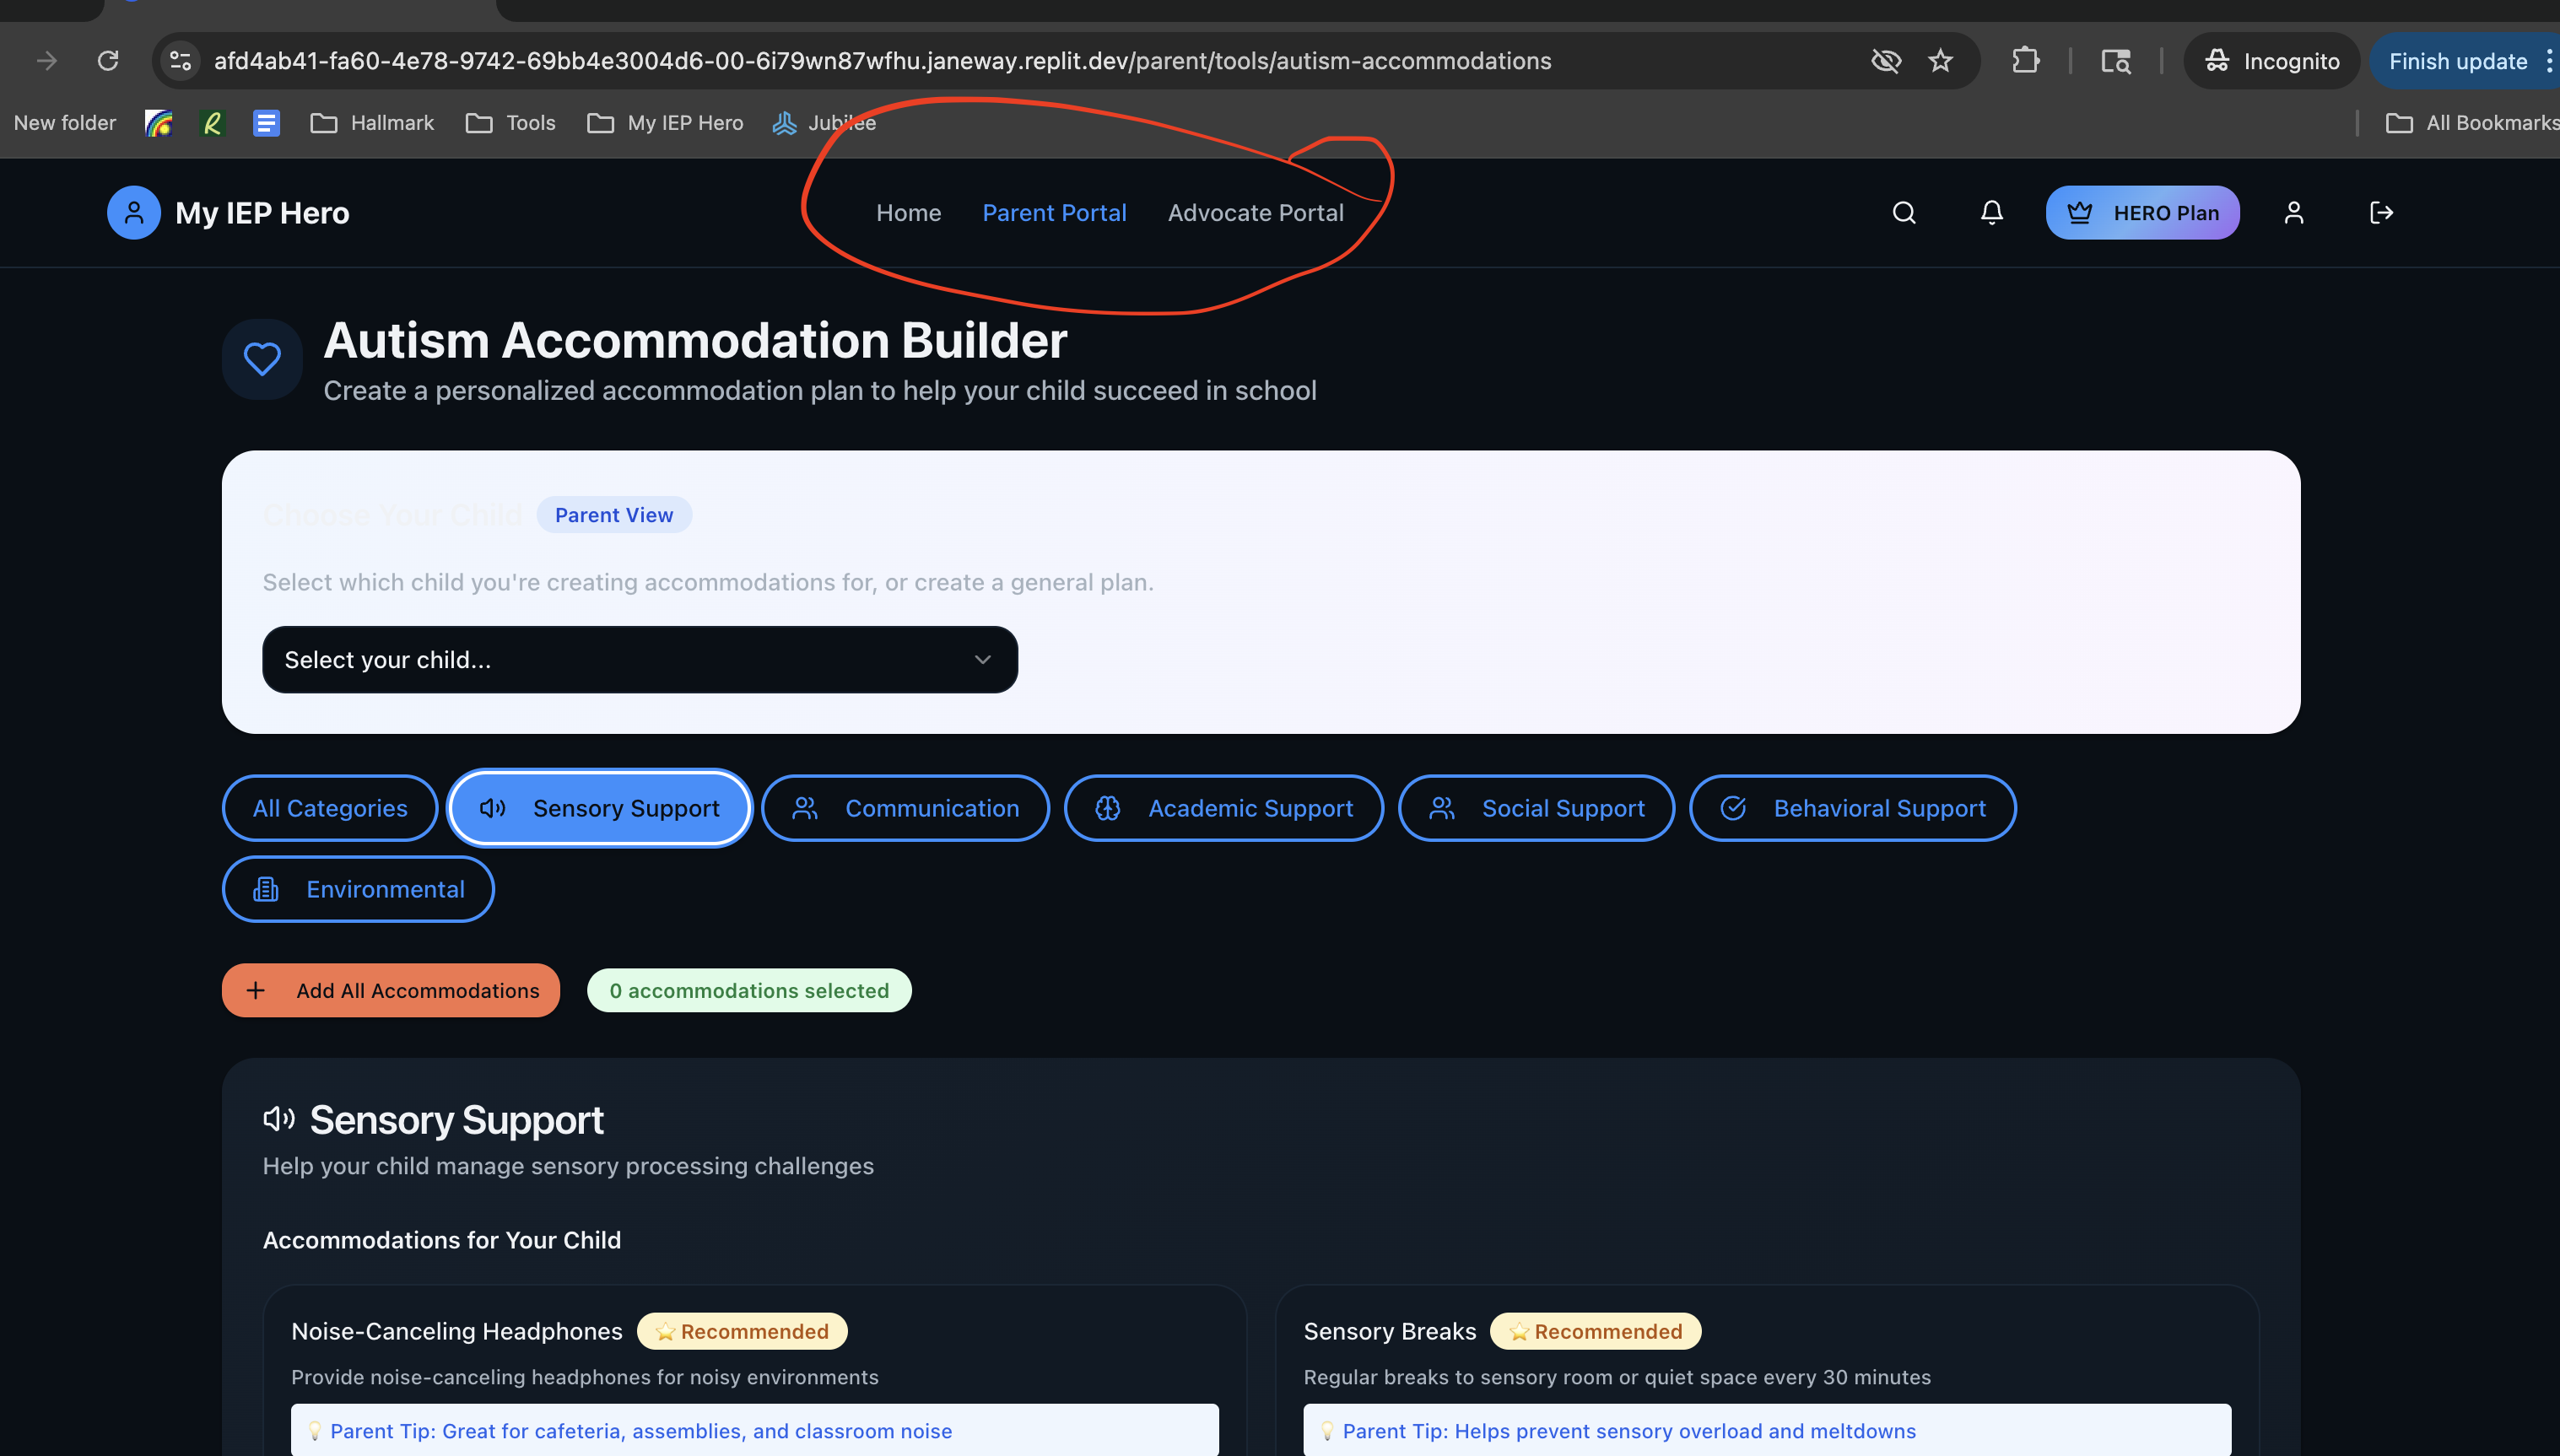 afd4ab41-fa60-4e78-9742-69bb4e3004d6-00-6i79wn87wfhu.janeway.replit.dev/parent/tools/autism-accommodations
Incognito
Finish update
New folder
Hallmark
Tools
My IEP Hero
Jubilee
All Bookmarks
My IEP Hero
Home
Parent Portal
Advocate Portal
HERO Plan
Autism Accommodation Builder
Create a personalized accommodation plan to help your child succeed in school
Choose Your Child
Parent View
Select which child you're creating accommodations for, or create a general plan.
Select your child...
All Categories
Sensory Support
Communication
Academic Support
Social Support
Behavioral Support
Environmental
Add All Accommodations
0 accommodations selected
Sensory Support
Help your child manage sensory processing challenges
Accommodations for Your Child
Noise-Canceling Headphones
⭐ Recommended
Provide noise-canceling headphones for noisy environments
💡 Parent Tip: Great for cafeteria, assemblies, and classroom noise
Sensory Breaks
⭐ Recommended
Regular breaks to sensory room or quiet space every 30 minutes
💡 Parent Tip: Helps prevent sensory overload and meltdowns